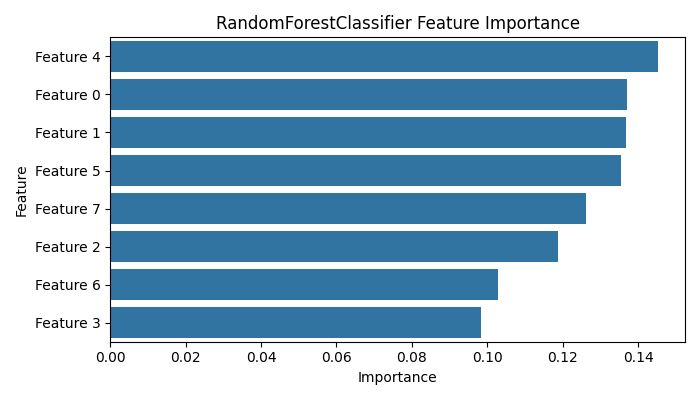 RandomForestClassifier Feature Importance
Feature 4
Feature 0
Feature 1
Feature 5
Feature 7
Feature 2
Feature 6
Feature 3
Feature
0.00 0.02 0.04 0.06 0.08 0.10 0.12 0.14
Importance